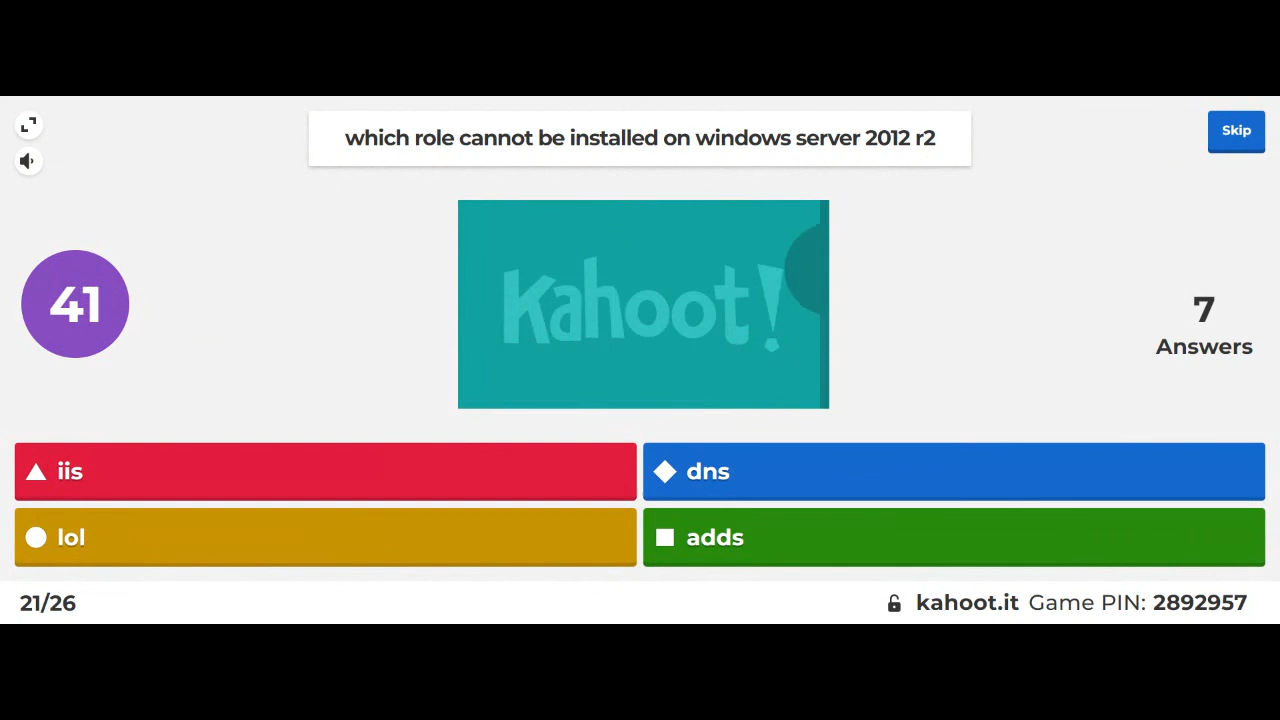 which role cannot be installed on windows server 2012 r2
Skip
41
Kahoot!
7
Answers
iis
dns
lol
adds
21/26
kahoot.it Game PIN: 2892957